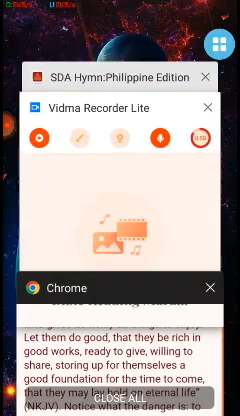 D:0KB/s U:0KB/s
SDA Hymn:Philippine Edition
Vidma Recorder Lite
Chrome
Let them do good, that they be rich in
good works, ready to give, willing to
share, storing up for themselves a
good foundation for the time to come,
that they may lay hold on eternal life"
CLOSE ALL
(NKJV). Notice what the danger is: to